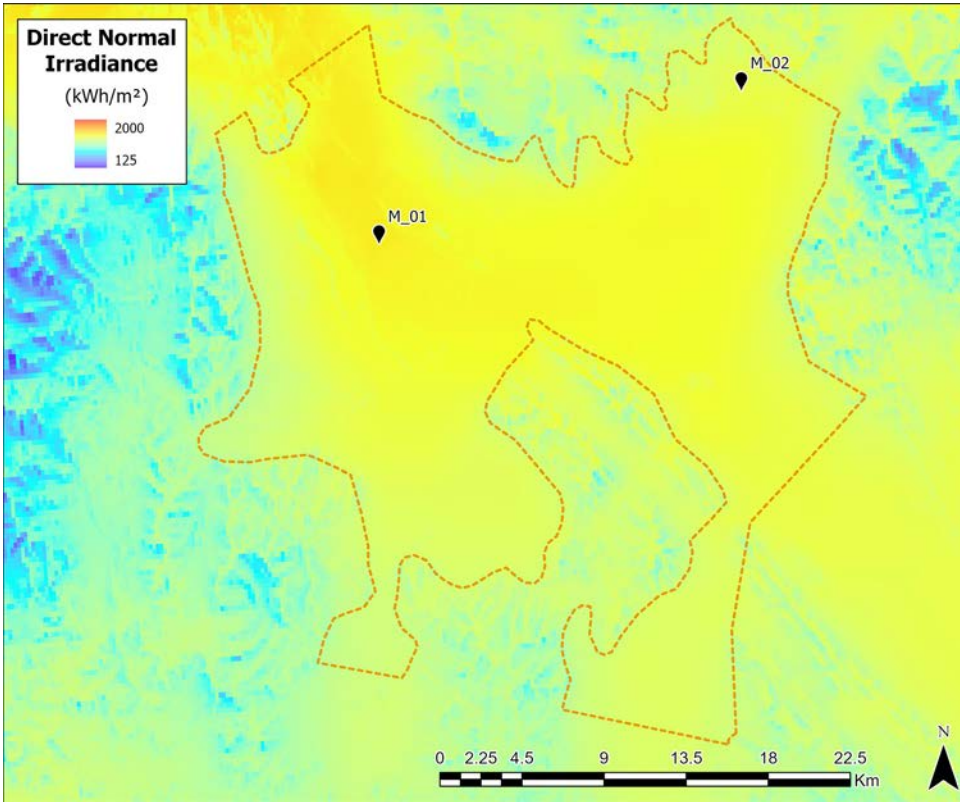 Direct Normal
Irradiance
(kWh/m²)
2000
125
M_02
M_01
N
0 2.25 4.5 9 13.5 18 22.5
Km